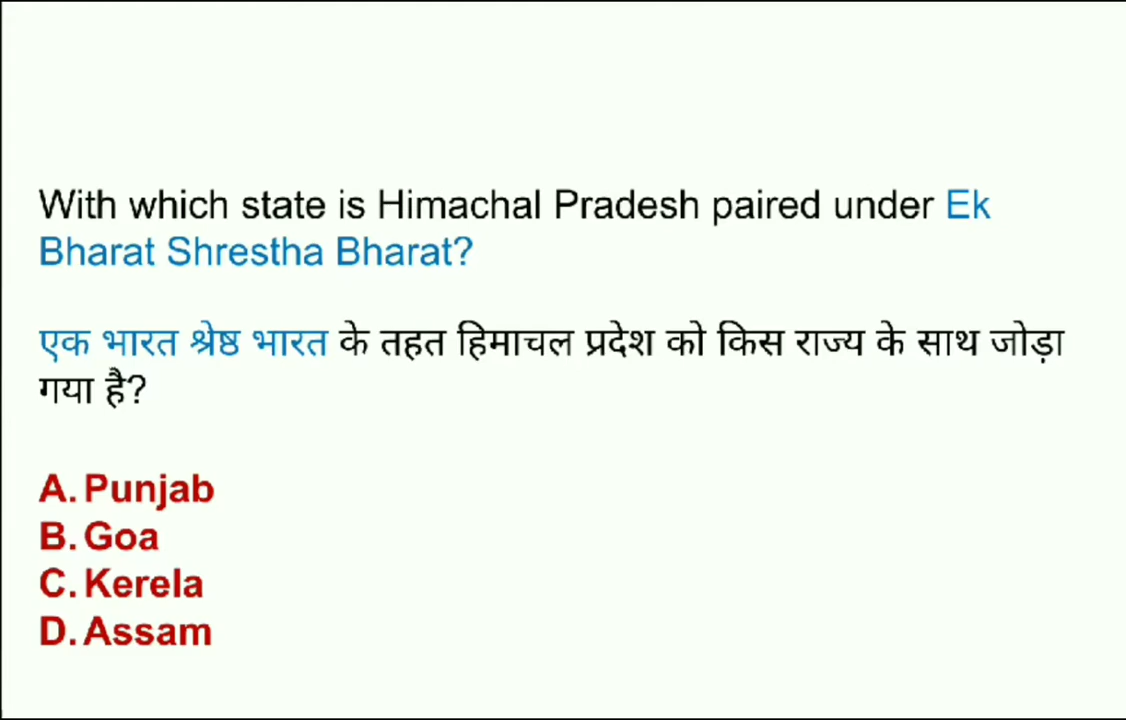 With which state is Himachal Pradesh paired under Ek
Bharat Shrestha Bharat?
एक भारत श्रेष्ठ भारत के तहत हिमाचल प्रदेश को किस राज्य के साथ जोड़ा
गया है?
A. Punjab
B. Goa
C. Kerela
D. Assam